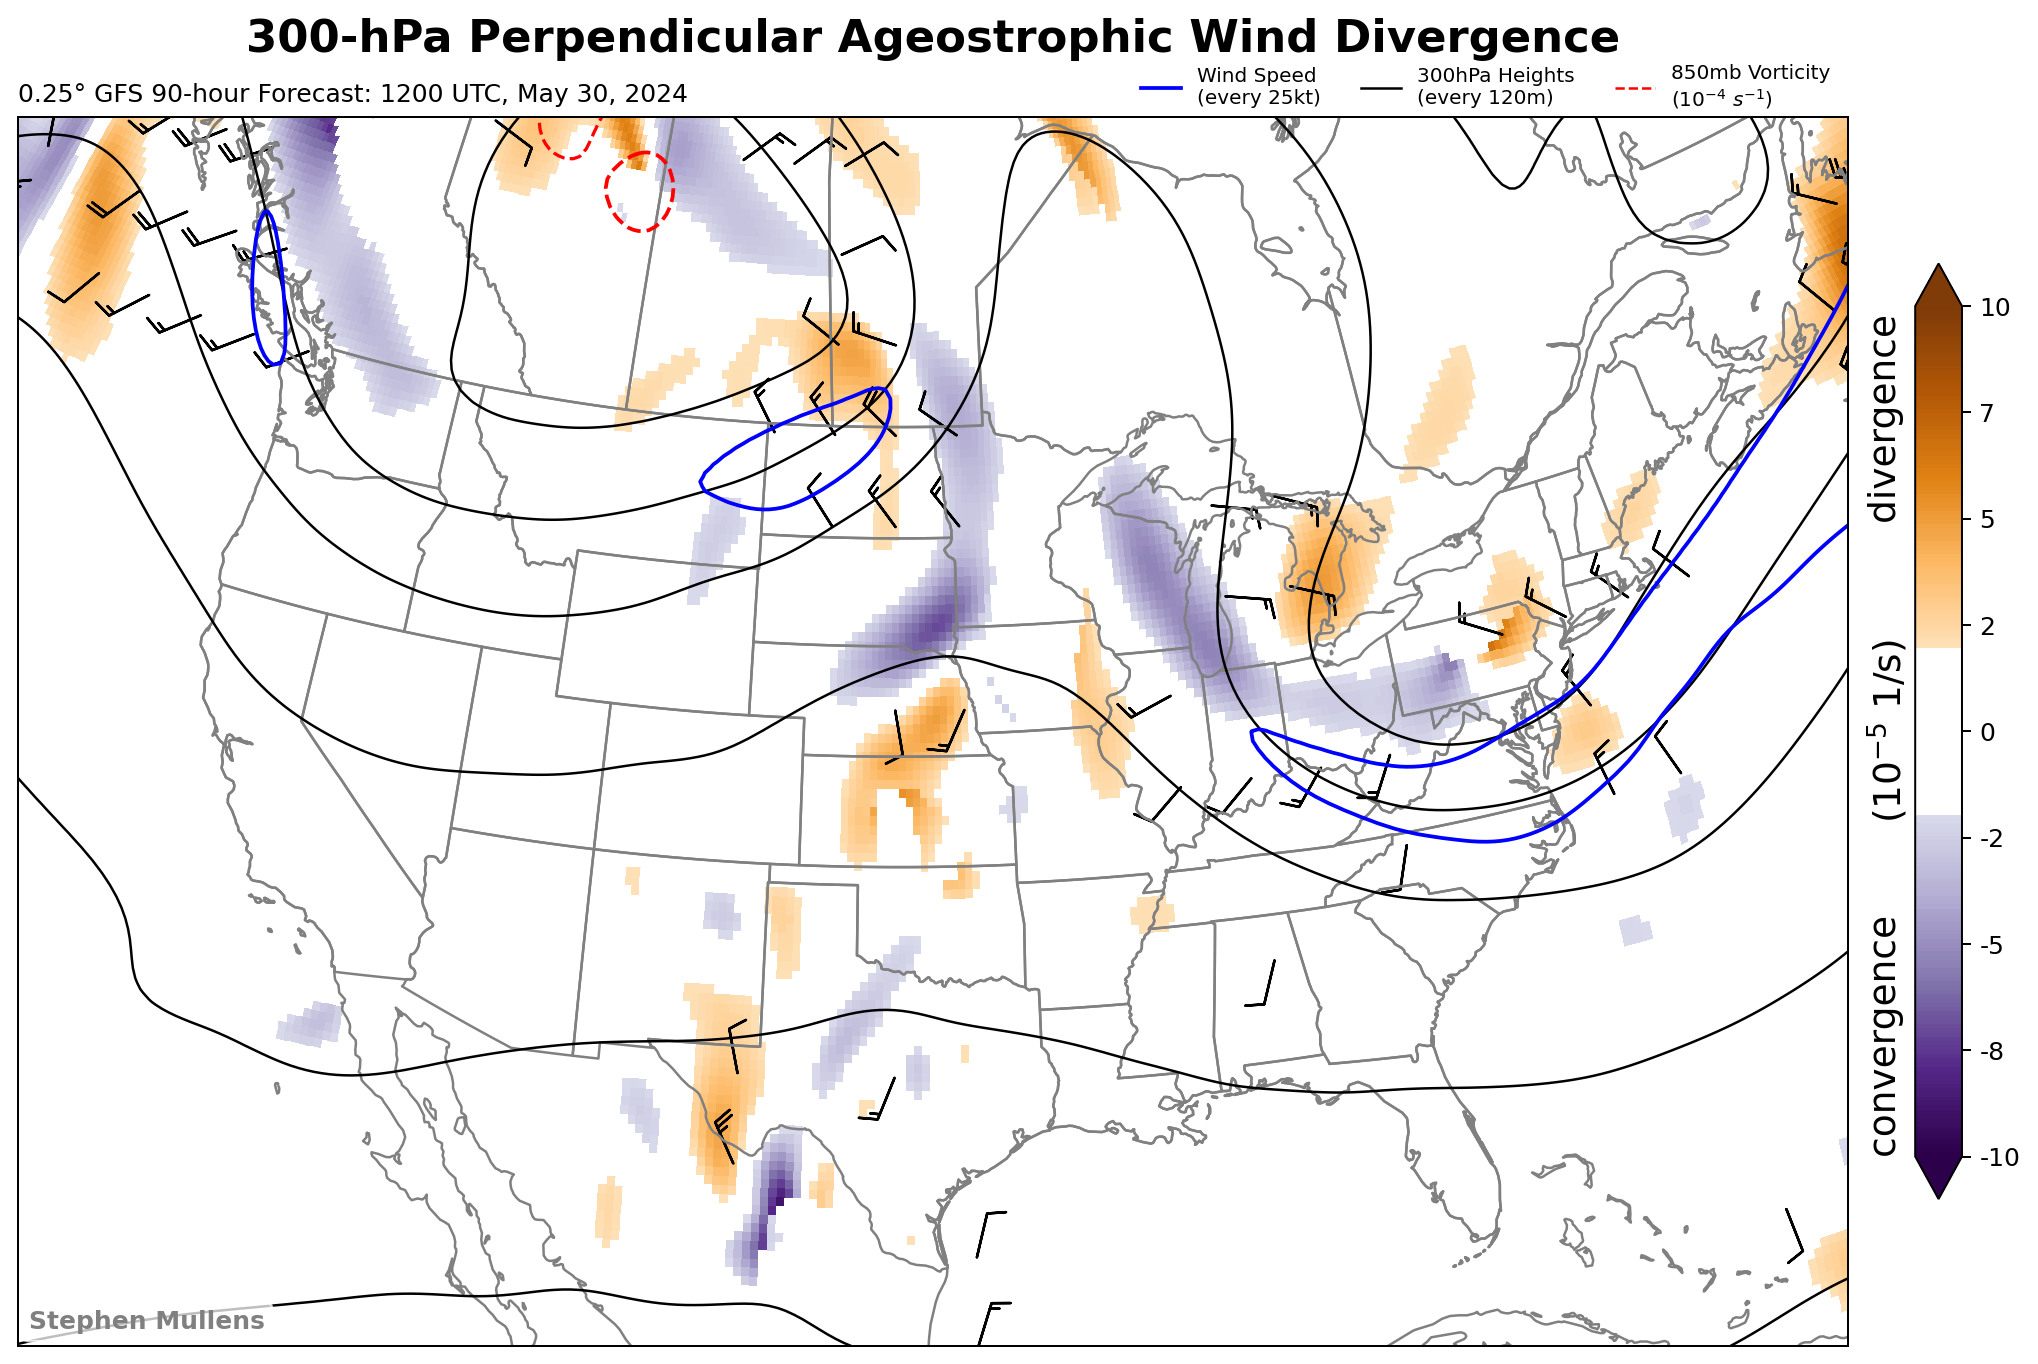 300-hPa Perpendicular Ageostrophic Wind Divergence
0.25° GFS 90-hour Forecast: 1200 UTC, May 30, 2024
Wind Speed
(every 25kt)
300hPa Heights
(every 120m)
850mb Vorticity
(10⁻⁴ s⁻¹)
10
7
5
2
0
-2
-5
-8
-10
convergence (10⁻⁵ 1/s) divergence
Stephen Mullens